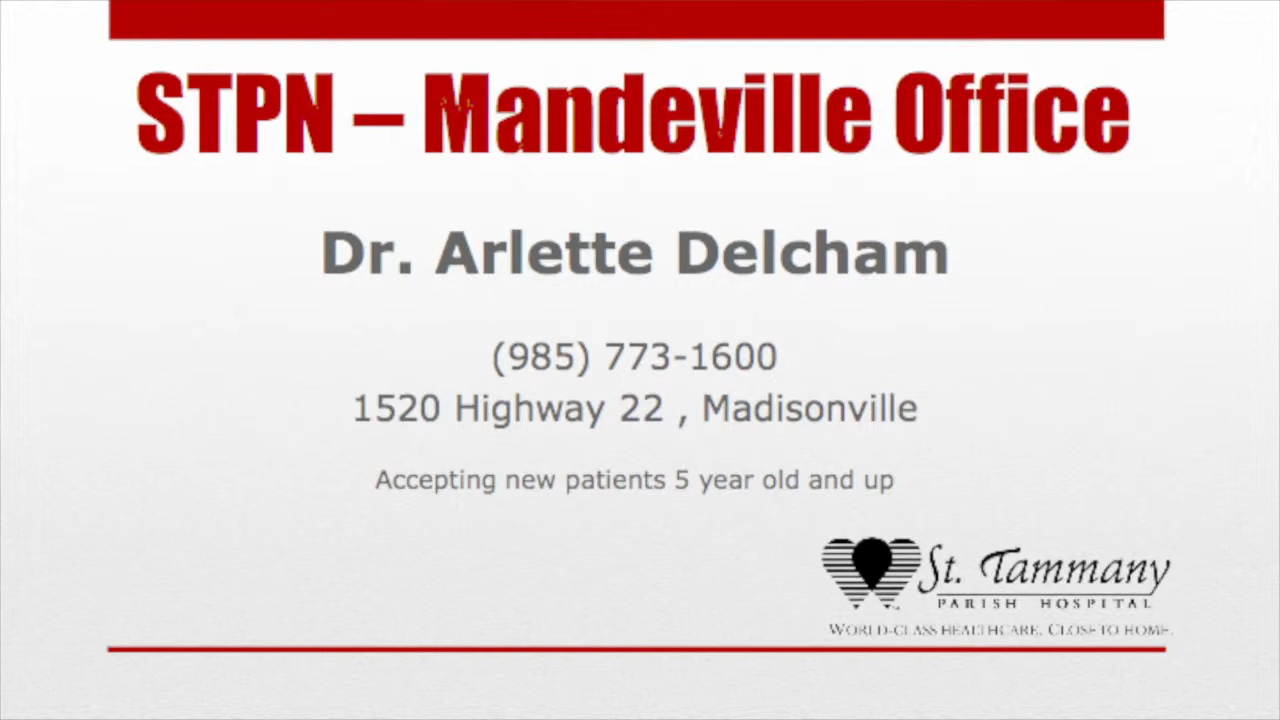 STPN – Mandeville Office
Dr. Arlette Delcham
(985) 773-1600
1520 Highway 22 , Madisonville
Accepting new patients 5 year old and up
St. Tammany
PARISH HOSPITAL
WORLD-CLASS HEALTHCARE. CLOSE TO HOME.